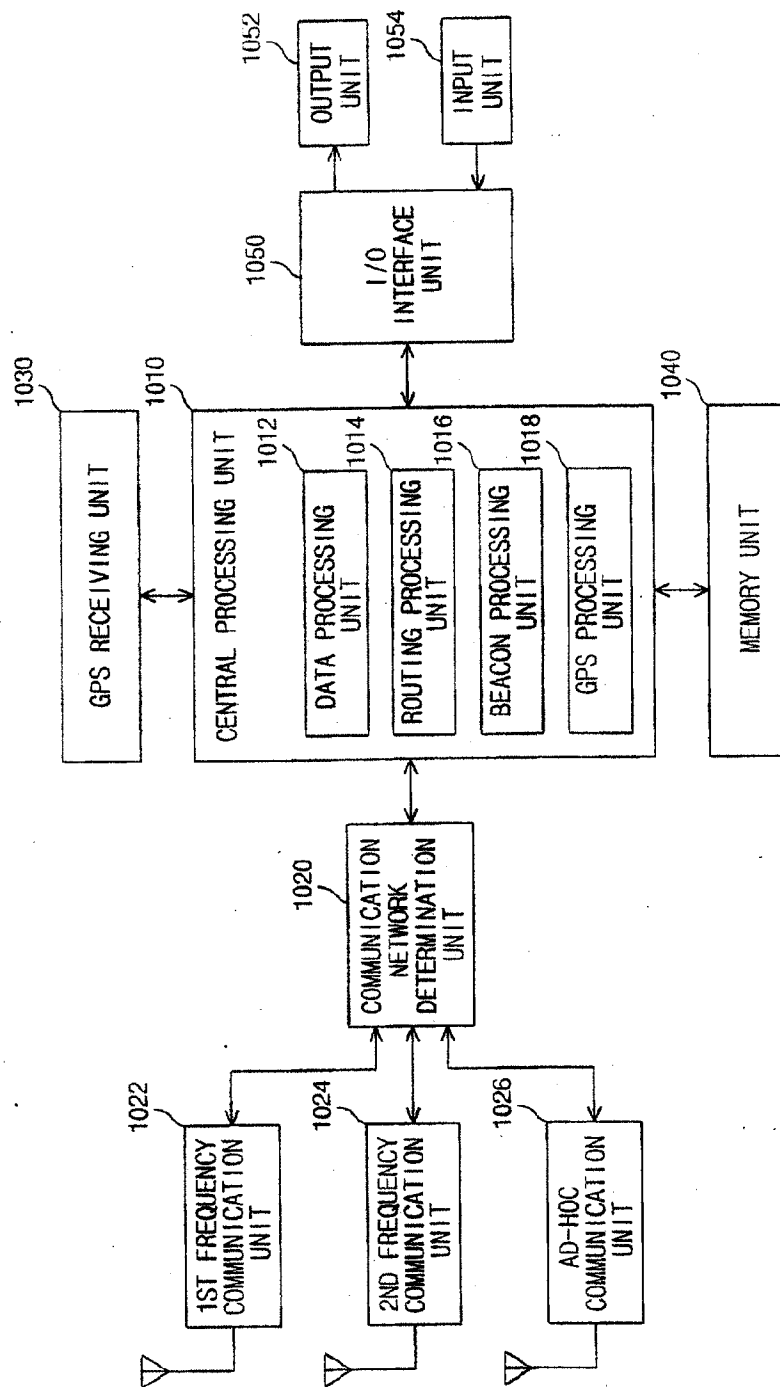 1022
1ST FREQUENCY
COMMUNICATION
UNIT
1024
2ND FREQUENCY
COMMUNICATION
UNIT
1026
AD-HOC
COMMUNICATION
UNIT
1020
COMMUNICATION
NETWORK
DETERMINATION
UNIT
1030
GPS RECEIVING UNIT
1010
CENTRAL PROCESSING UNIT
1012
DATA PROCESSING
UNIT
1014
ROUTING PROCESSING
UNIT
1016
BEACON PROCESSING
UNIT
1018
GPS PROCESSING
UNIT
1040
MEMORY UNIT
1050
I/O
INTERFACE
UNIT
1052
OUTPUT
UNIT
1054
INPUT
UNIT